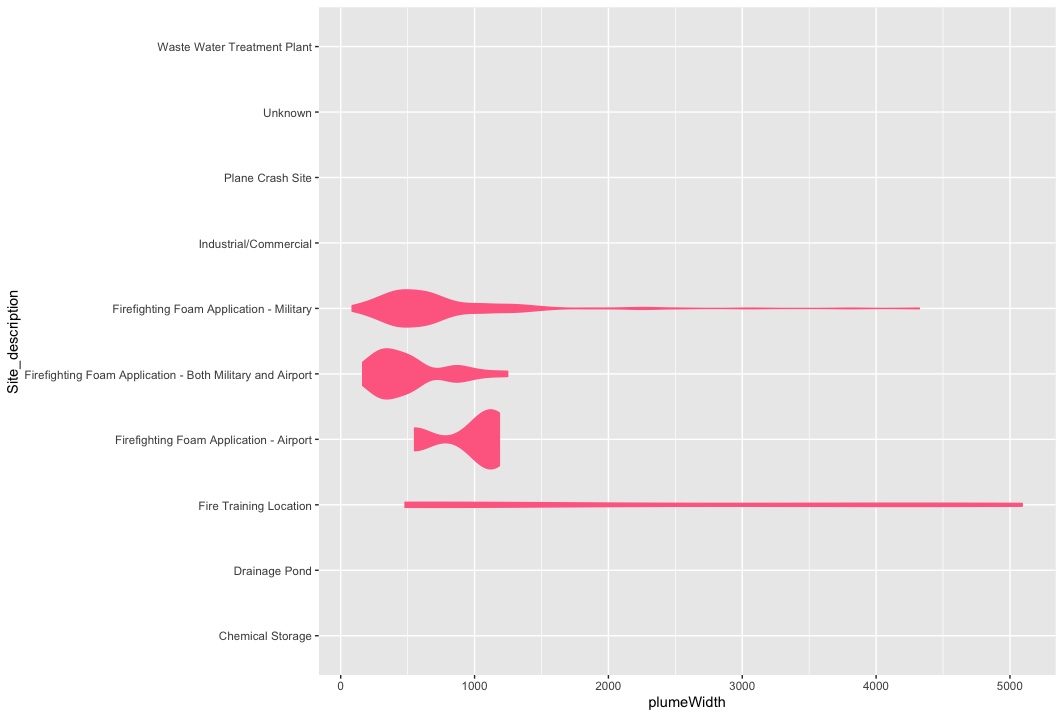 Waste Water Treatment Plant
Unknown
Plane Crash Site
Industrial/Commercial
Firefighting Foam Application - Military
Firefighting Foam Application - Both Military and Airport
Firefighting Foam Application - Airport
Fire Training Location
Drainage Pond
Chemical Storage
Site_description
0 1000 2000 3000 4000 5000
plumeWidth